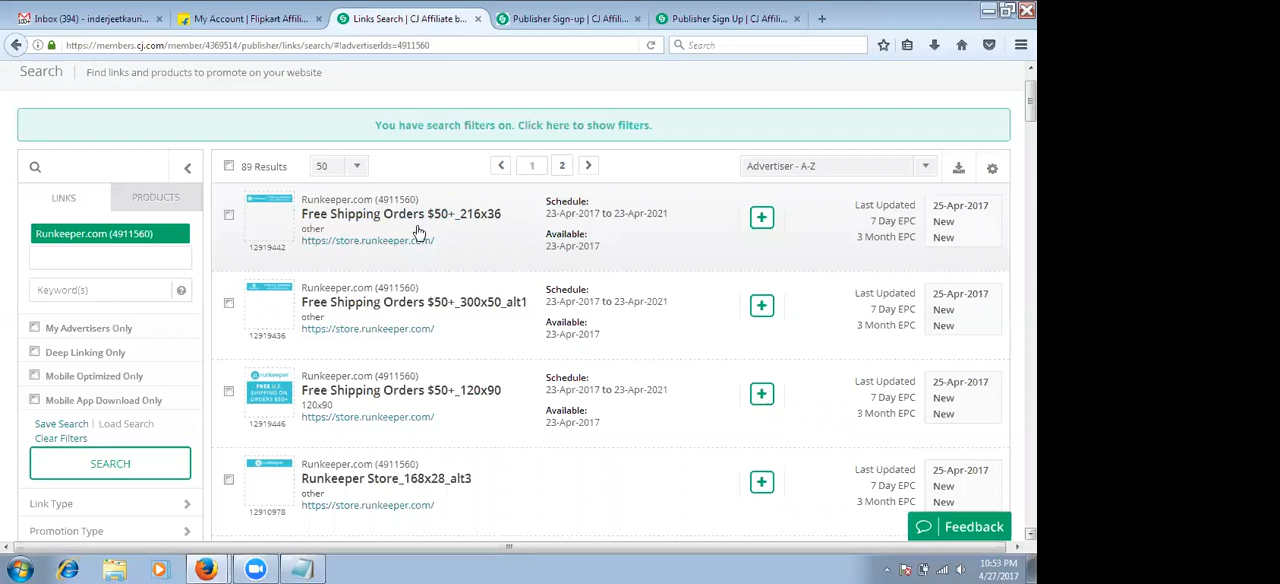 Inbox (394) - inderjeetkauri...
My Account | Flipkart Affili...
Links Search | CJ Affiliate b...
Publisher Sign-up | CJ Affili...
Publisher Sign Up | CJ Affili...
https://members.cj.com/member/4369514/publisher/links/search/#!advertiserIds=4911560
Search
Search
Find links and products to promote on your website
You have search filters on. Click here to show filters.
89 Results
50
1
2
Advertiser - A-Z
LINKS
PRODUCTS
Runkeeper.com (4911560)
Keyword(s)
My Advertisers Only
Deep Linking Only
Mobile Optimized Only
Mobile App Download Only
Save Search
Load Search
Clear Filters
SEARCH
Link Type
Promotion Type
12919442
Runkeeper.com (4911560)
Free Shipping Orders $50+_216x36
other
https://store.runkeeper.com/
Schedule:
23-Apr-2017 to 23-Apr-2021
Available:
23-Apr-2017
Last Updated 25-Apr-2017
7 Day EPC New
3 Month EPC New
12919436
Runkeeper.com (4911560)
Free Shipping Orders $50+_300x50_alt1
other
https://store.runkeeper.com/
Schedule:
23-Apr-2017 to 23-Apr-2021
Available:
23-Apr-2017
Last Updated 25-Apr-2017
7 Day EPC New
3 Month EPC New
runkeeper
FREE U.S.
SHIPPING ON
ORDERS $50+
12919446
Runkeeper.com (4911560)
Free Shipping Orders $50+_120x90
120x90
https://store.runkeeper.com/
Schedule:
23-Apr-2017 to 23-Apr-2021
Available:
23-Apr-2017
Last Updated 25-Apr-2017
7 Day EPC New
3 Month EPC New
12910978
Runkeeper.com (4911560)
Runkeeper Store_168x28_alt3
other
https://store.runkeeper.com/
Last Updated 25-Apr-2017
7 Day EPC New
3 Month EPC New
Feedback
10:53 PM
4/27/2017